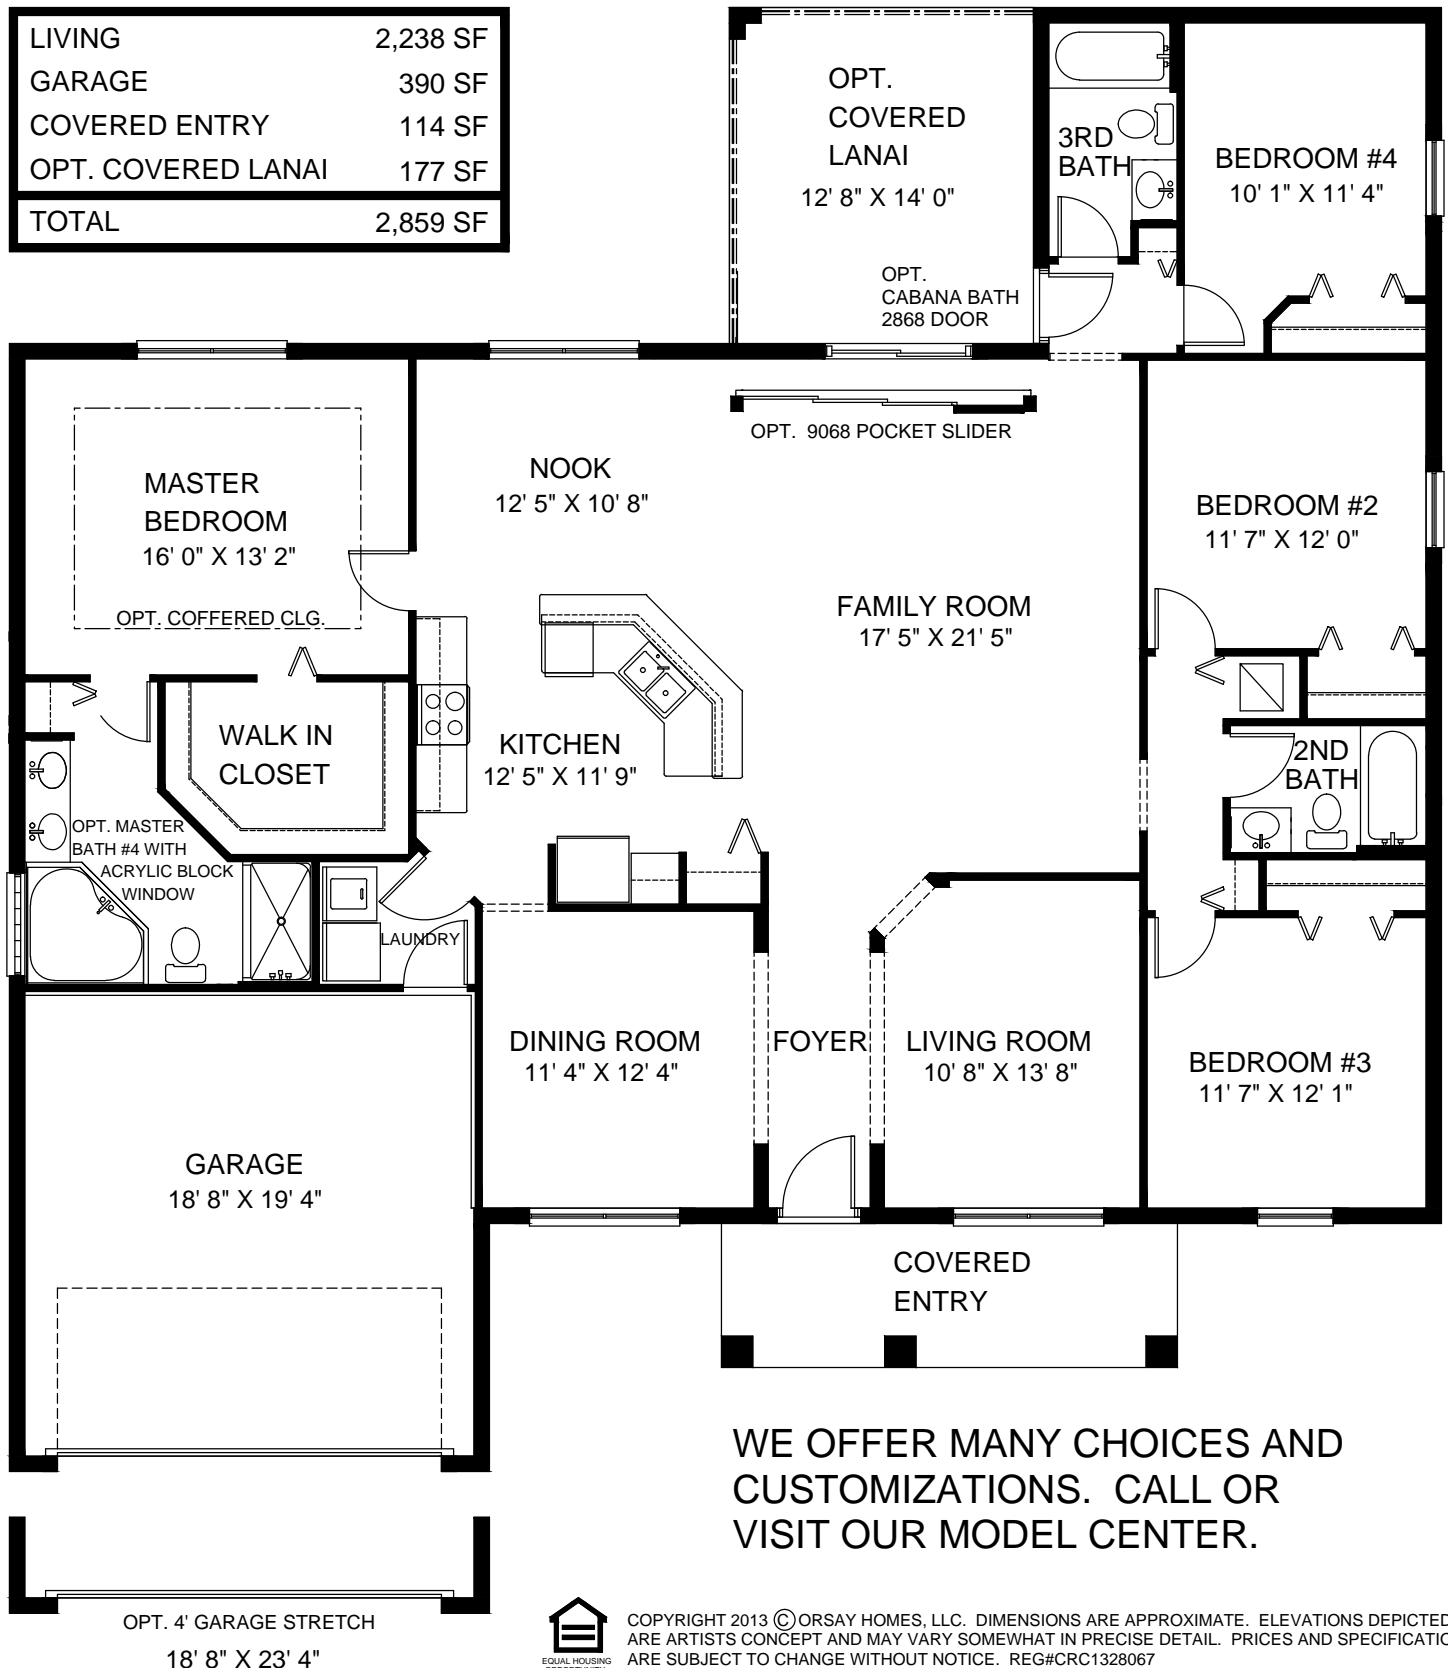 LIVING 2,238 SF
GARAGE 390 SF
COVERED ENTRY 114 SF
OPT. COVERED LANAI 177 SF
TOTAL 2,859 SF
OPT.
COVERED
LANAI
12' 8" X 14' 0"
OPT.
CABANA BATH
2868 DOOR
3RD
BATH
BEDROOM #4
10' 1" X 11' 4"
OPT. 9068 POCKET SLIDER
MASTER
BEDROOM
16' 0" X 13' 2"
OPT. COFFERED CLG.
NOOK
12' 5" X 10' 8"
FAMILY ROOM
17' 5" X 21' 5"
BEDROOM #2
11' 7" X 12' 0"
WALK IN
CLOSET
KITCHEN
12' 5" X 11' 9"
2ND
BATH
OPT. MASTER
BATH #4 WITH
ACRYLIC BLOCK
WINDOW
LAUNDRY
DINING ROOM
11' 4" X 12' 4"
FOYER
LIVING ROOM
10' 8" X 13' 8"
BEDROOM #3
11' 7" X 12' 1"
GARAGE
18' 8" X 19' 4"
COVERED
ENTRY
WE OFFER MANY CHOICES AND
CUSTOMIZATIONS. CALL OR
VISIT OUR MODEL CENTER.
OPT. 4' GARAGE STRETCH
18' 8" X 23' 4"
EQUAL HOUSING
OPPORTUNITY
COPYRIGHT 2013 © ORSAY HOMES, LLC. DIMENSIONS ARE APPROXIMATE. ELEVATIONS DEPICTED
ARE ARTISTS CONCEPT AND MAY VARY SOMEWHAT IN PRECISE DETAIL. PRICES AND SPECIFICATIO
ARE SUBJECT TO CHANGE WITHOUT NOTICE. REG#CRC1328067